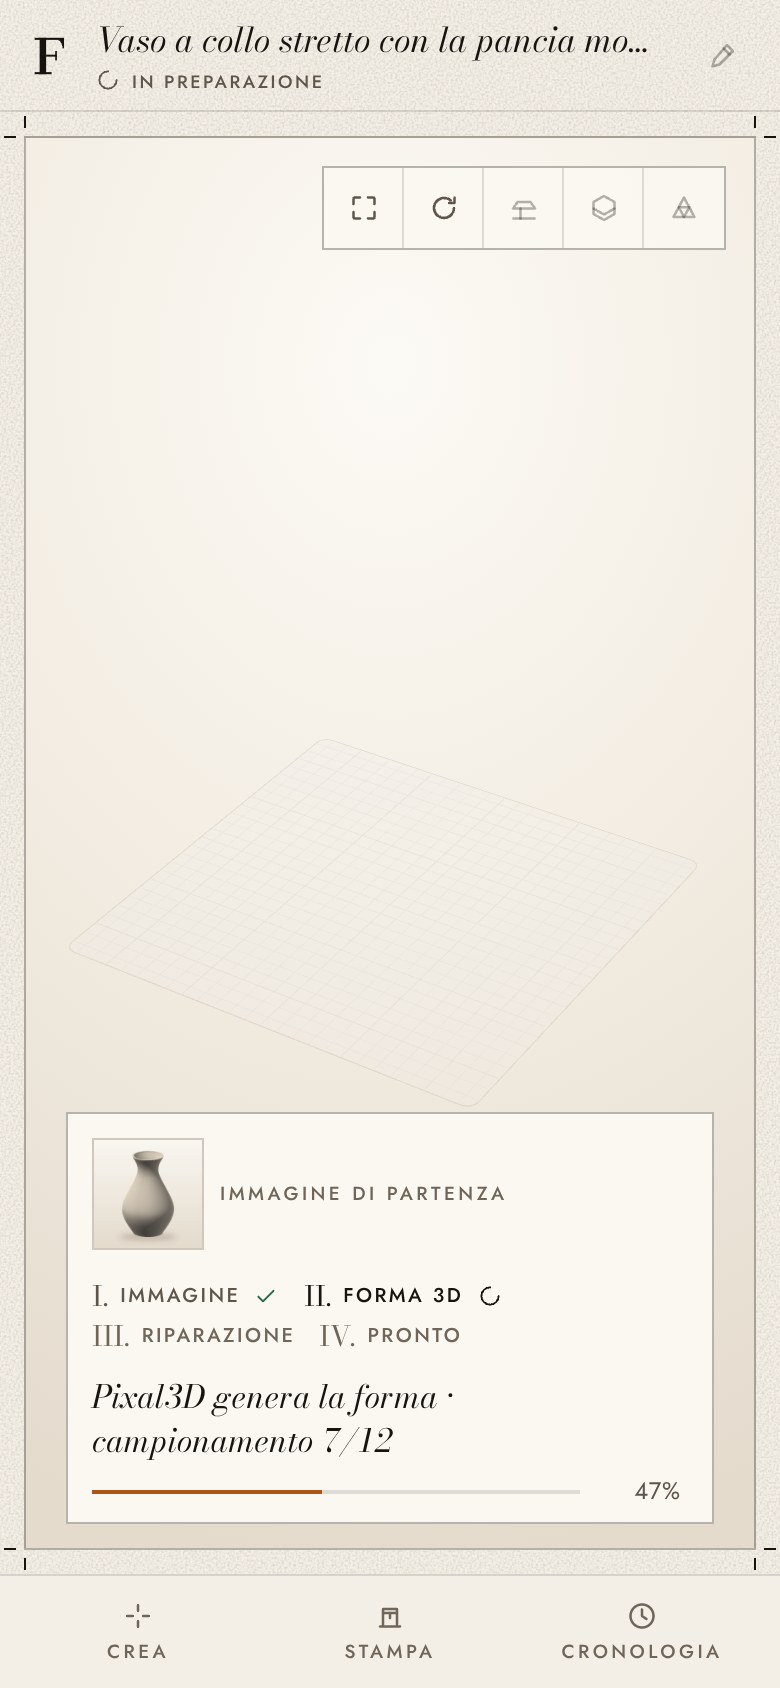 F
Vaso a collo stretto con la pancia mo...
IN PREPARAZIONE
IMMAGINE DI PARTENZA
I. IMMAGINE II. FORMA 3D
III. RIPARAZIONE IV. PRONTO
Pixal3D genera la forma ·
campionamento 7/12
47%
CREA STAMPA CRONOLOGIA